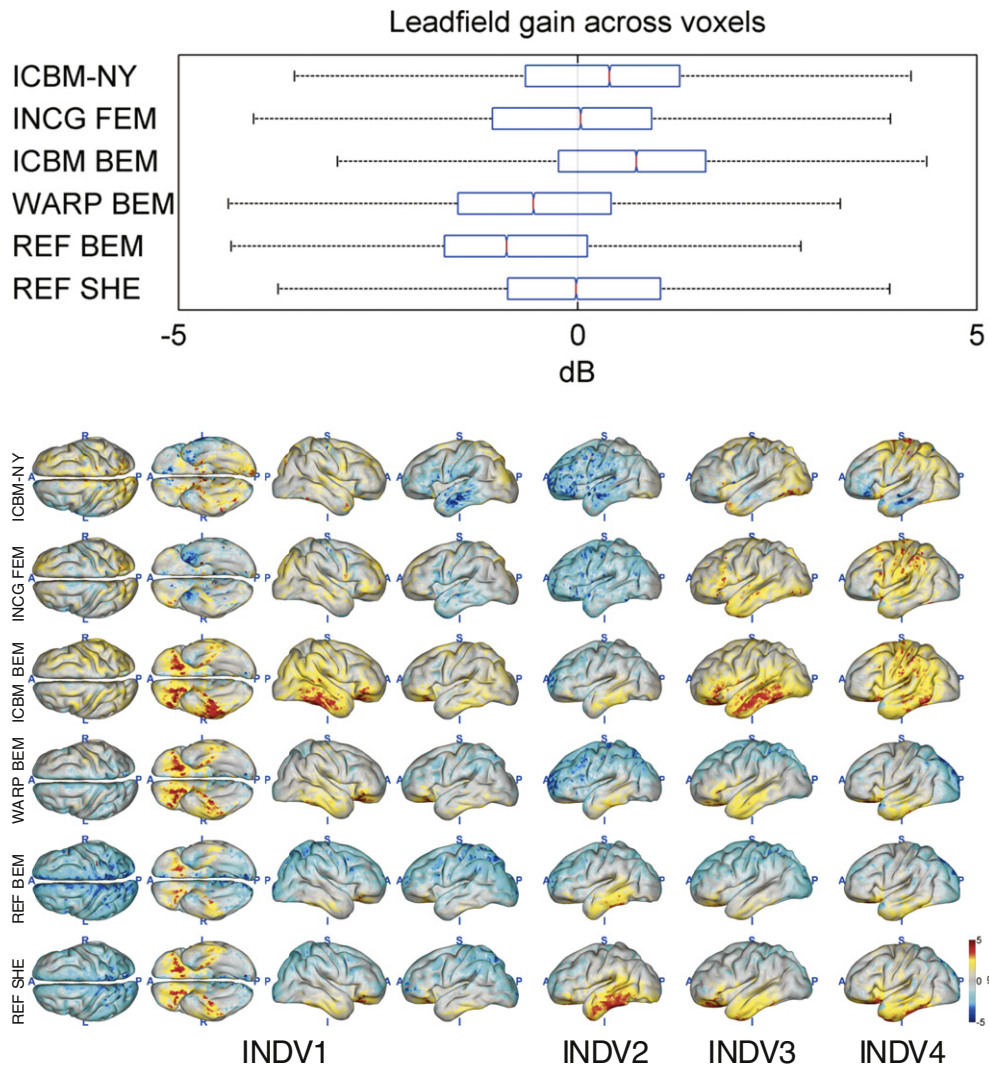 Leadfield gain across voxels
ICBM-NY
INCG FEM
ICBM BEM
WARP BEM
REF BEM
REF SHE
-5 0 5
dB
R L S S S S S
ICBM-NY
A P A P P A A P A P A P
L R I I I I I
INCG FEM
A P A P P A A P A P A P
R L S S S S S
ICBM BEM
A P A P P A A P A P A P
L R I I I I I
WARP BEM
A P A P P A A P A P A P
R L S S S S S
REF BEM
A P A P P A A P A P A P
L I I I I I
REF SHE
A P A P P A A P A P A P
5
0
-5
L R I I I I I
INDV1 INDV2 INDV3 INDV4